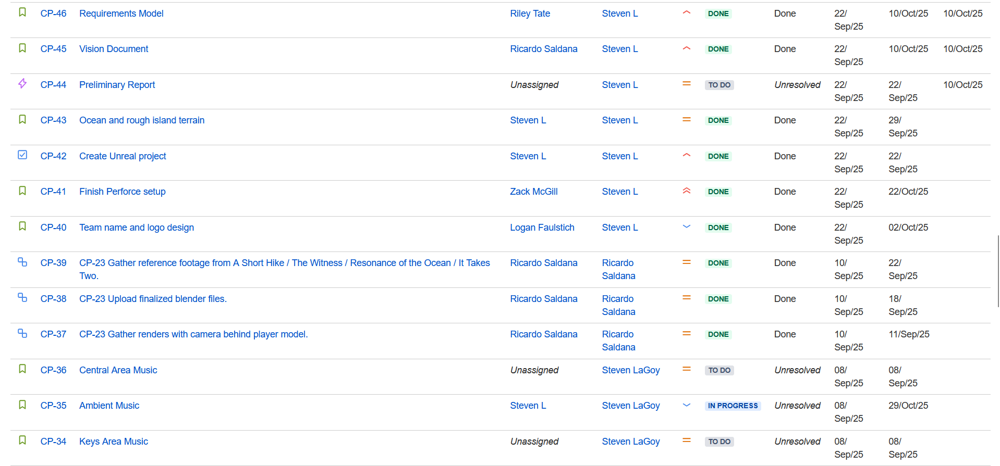 CP-46 Requirements Model Riley Tate Steven L DONE Done 22/ 10/Oct/25 10/Oct/25
Sep/25
CP-45 Vision Document Ricardo Saldana Steven L DONE Done 22/ 10/Oct/25 10/Oct/25
Sep/25
CP-44 Preliminary Report Unassigned Steven L TO DO Unresolved 22/ 22/ 10/Oct/25
Sep/25 Sep/25
CP-43 Ocean and rough island terrain Steven L Steven L DONE Done 22/ 29/
Sep/25 Sep/25
CP-42 Create Unreal project Steven L Steven L DONE Done 22/ 22/
Sep/25 Sep/25
CP-41 Finish Perforce setup Zack McGill Steven L DONE Done 22/ 22/Oct/25
Sep/25
CP-40 Team name and logo design Logan Faulstich Steven L DONE Done 22/ 02/Oct/25
Sep/25
CP-39 CP-23 Gather reference footage from A Short Hike / The Witness / Resonance of the Ocean / It Takes Ricardo Saldana Ricardo DONE Done 10/ 22/
Two. Saldana Sep/25 Sep/25
CP-38 CP-23 Upload finalized blender files. Ricardo Saldana Ricardo DONE Done 10/ 18/
Saldana Sep/25 Sep/25
CP-37 CP-23 Gather renders with camera behind player model. Ricardo Saldana Ricardo DONE Done 10/ 11/Sep/25
Saldana Sep/25
CP-36 Central Area Music Unassigned Steven LaGoy TO DO Unresolved 08/ 08/
Sep/25 Sep/25
CP-35 Ambient Music Steven L Steven LaGoy IN PROGRESS Unresolved 08/ 29/Oct/25
Sep/25
CP-34 Keys Area Music Unassigned Steven LaGoy TO DO Unresolved 08/ 08/
Sep/25 Sep/25